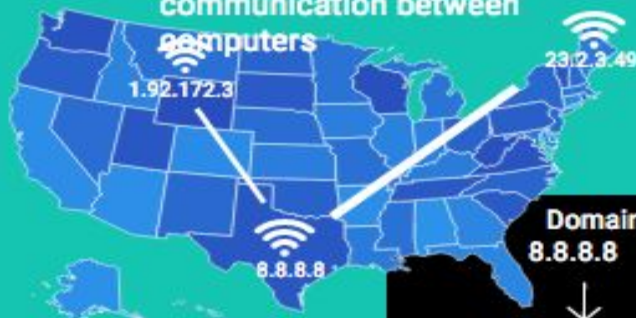 communication between
computers
1.92.172.3
23.2.3.49
8.8.8.8
Domain
8.8.8.8